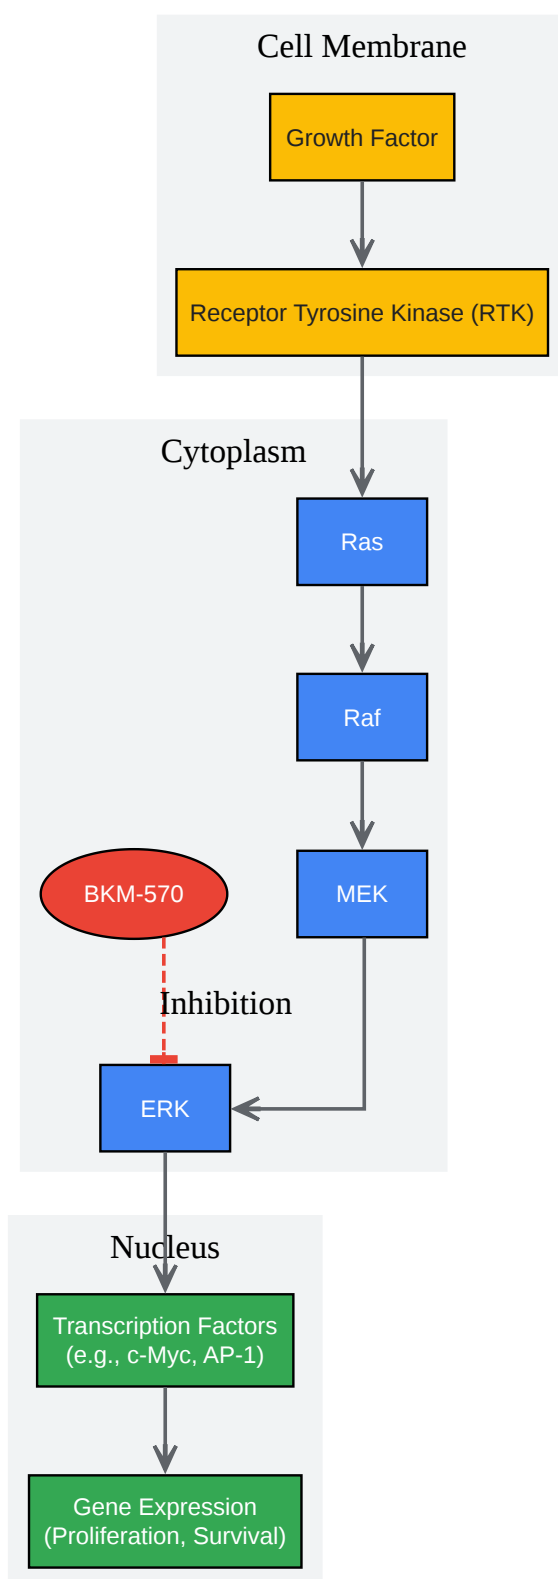 Cell Membrane
Growth Factor
Receptor Tyrosine Kinase (RTK)
Cytoplasm
Ras
Raf
BKM-570
MEK
Inhibition
ERK
Nucleus
Transcription Factors
(e.g., c-Myc, AP-1)
Gene Expression
(Proliferation, Survival)